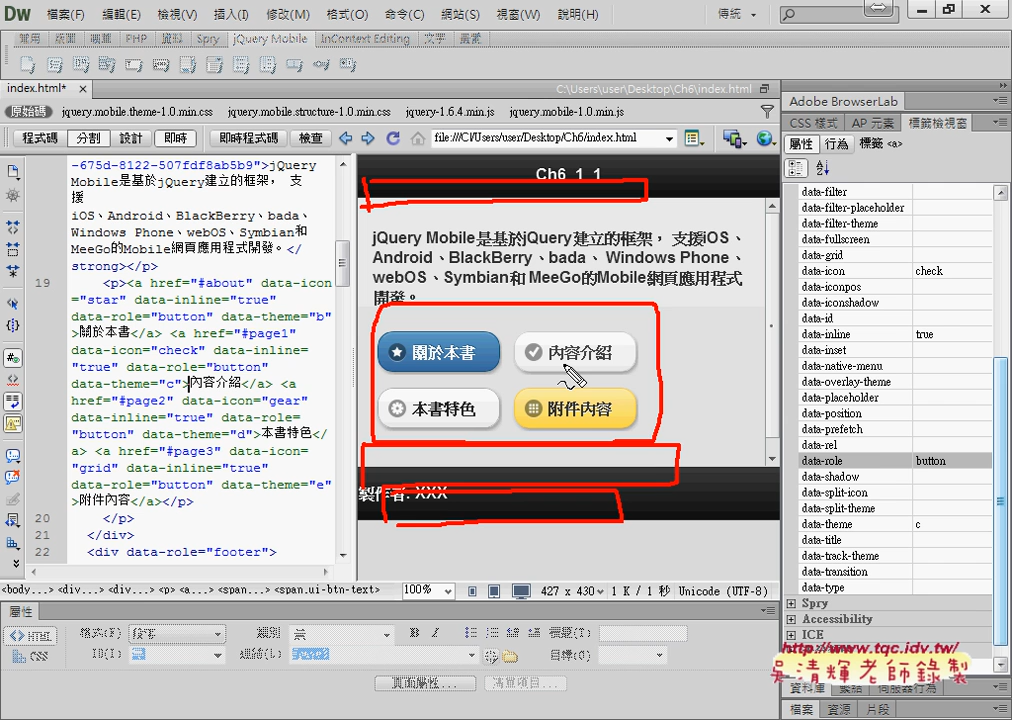 Dw 檔案(F) 編輯(E) 檢視(V) 插入(I) 修改(M) 格式(O) 命令(C) 網站(S) 視窗(W) 說明(H) 傳統
常用 版面 PHP 資料 Spry jQuery Mobile InContext Editing 文字
index.html* C:\Users\user\Desktop\Ch6\index.html
原始碼 jquery.mobile.theme-1.0.min.css jquery.mobile.structure-1.0.min.css jquery-1.6.4.min.js jquery.mobile-1.0.min.js
程式碼 分割 設計 即時 即時程式碼 檢查 file:///C|/Users/user/Desktop/Ch6/index.html
-675d-8122-507fdf8ab5b9">jQuery
Mobile是基於jQuery建立的框架， 支
援
iOS、Android、BlackBerry、bada、
Windows Phone、webOS、Symbian和
MeeGo的Mobile網頁應用程式開發。</
strong></p>
19 <p><a href="#about" data-icon
="star" data-inline="true"
data-role="button" data-theme="b"
>關於本書</a> <a href="#page1"
data-icon="check" data-inline=
"true" data-role="button"
data-theme="c">內容介紹</a> <a
href="#page2" data-icon="gear"
data-inline="true" data-role=
"button" data-theme="d">本書特色</
a> <a href="#page3" data-icon=
"grid" data-inline="true"
data-role="button" data-theme="e"
>附件內容</a></p>
20 </p>
21 </div>
22 <div data-role="footer">
Ch6_1_1
jQuery Mobile是基於jQuery建立的框架， 支援iOS、
Android、BlackBerry、bada、 Windows Phone、
webOS、Symbian和 MeeGo的Mobile網頁應用程式
開發。
關於本書 內容介紹
本書特色 附件內容
製作者: XXX
Adobe BrowserLab
CSS 樣式 AP 元素 標籤檢視窗
屬性 行為 標籤 <a>
data-filter
data-filter-placeholder
data-filter-theme
data-fullscreen
data-grid
data-icon check
data-iconpos
data-iconshadow
data-id
data-inline true
data-inset
data-native-menu
data-overlay-theme
data-placeholder
data-position
data-prefetch
data-rel
data-role button
data-shadow
data-split-icon
data-split-theme
data-theme c
data-title
data-track-theme
data-transition
data-type
Spry
Accessibility
ICE
http://www.tqc.idv.tw/
吳清輝老師錄製
資料庫 繫結 伺服器行為
檔案 資源 片段
<body...> <div...> <div...> <p> <a...> <span...> <span.ui-btn-text> 100% 427 x 430 1 K / 1 秒 Unicode (UTF-8)
屬性
HTML 格式(F) 段落 類別 無 B I 標題(T)
CSS ID(I) 無 連結(L) 目標(G)
頁面屬性... 清單項目...